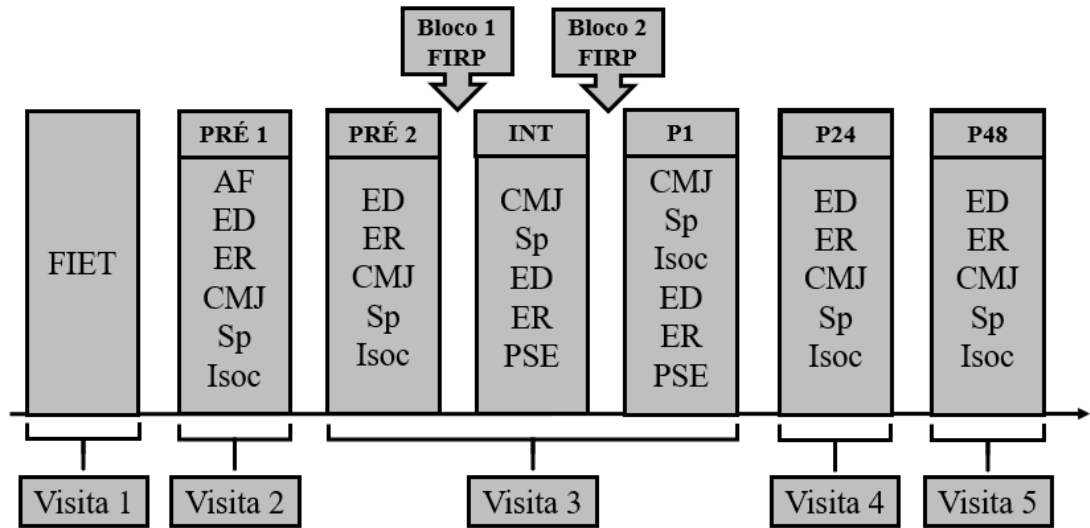 Bloco 1
FIRP
Bloco 2
FIRP
FIET
PRÉ 1
AF
ED
ER
CMJ
Sp
Isoc
PRÉ 2
ED
ER
CMJ
Sp
Isoc
INT
CMJ
Sp
ED
ER
PSE
P1
CMJ
Sp
Isoc
ED
ER
PSE
P24
ED
ER
CMJ
Sp
Isoc
P48
ED
ER
CMJ
Sp
Isoc
Visita 1
Visita 2
Visita 3
Visita 4
Visita 5